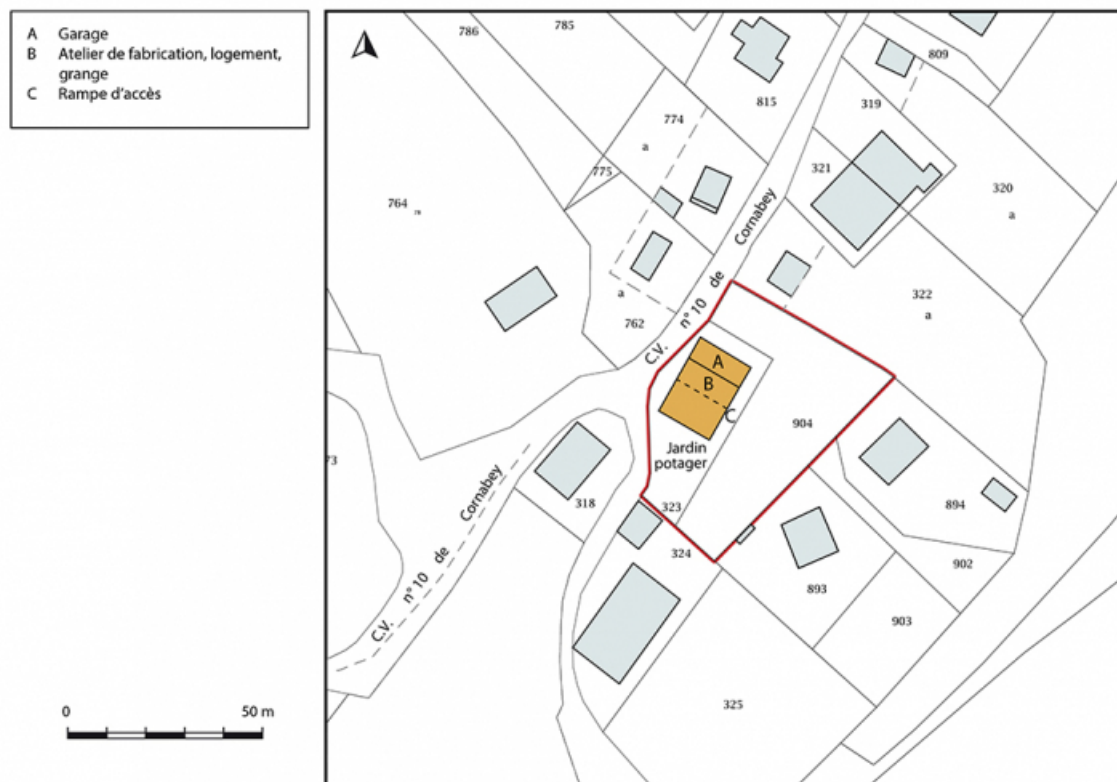 A Garage
B Atelier de fabrication, logement,
grange
C Rampe d'accès
786
785
809
815
319
774
a
321
775
320
764
a
C.V. n° 10 de Cornabey
322
a
a
762
A
B
C
904
Jardin
potager
73
318
323
894
324
902
C.V. n° 10 de Cornabey
893
903
325
0 50 m